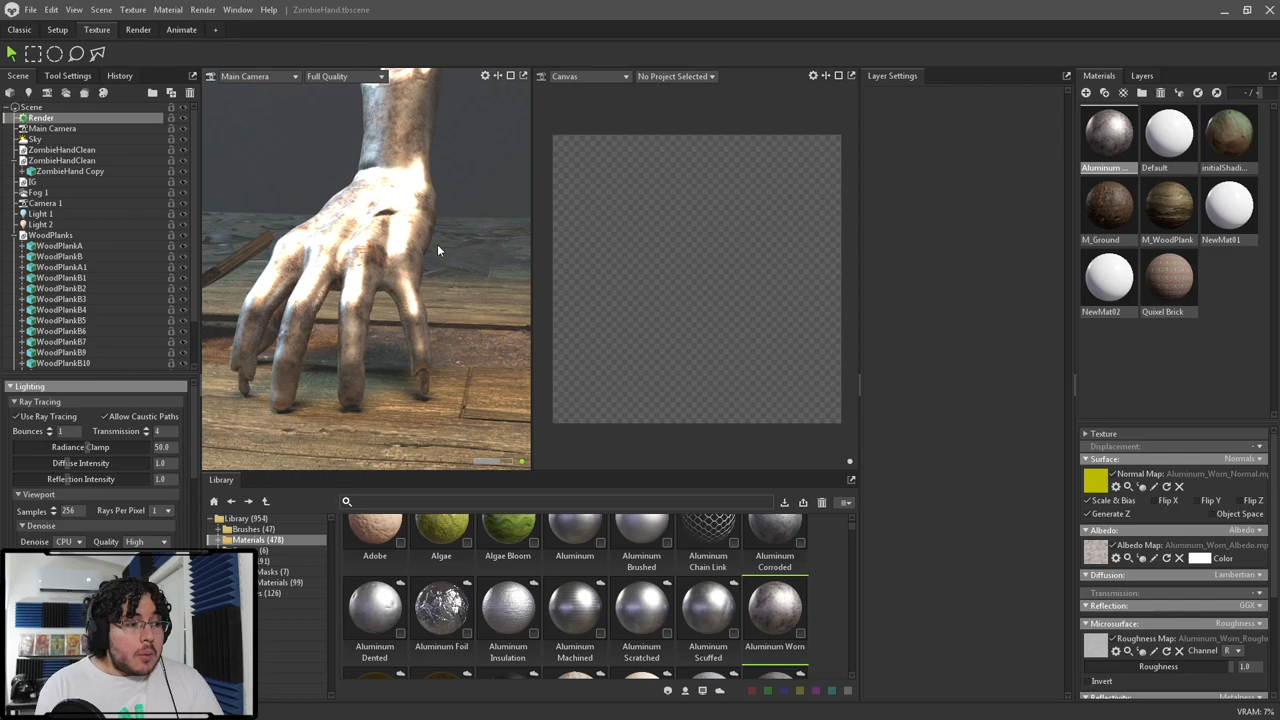 File Edit View Scene Texture Material Render Window Help ZombieHand.tbscene
Classic Setup Texture Render Animate +
Scene Tool Settings History
Main Camera Full Quality
Canvas No Project Selected
Layer Settings
Materials Layers
Scene
Render
Main Camera
Sky
ZombieHandClean
ZombieHandClean
ZombieHand Copy
IG
Fog 1
Camera 1
Light 1
Light 2
WoodPlanks
WoodPlankA
WoodPlankB
WoodPlankA1
WoodPlankB1
WoodPlankB2
WoodPlankB3
WoodPlankB4
WoodPlankB5
WoodPlankB6
WoodPlankB7
WoodPlankB9
WoodPlankB10
Lighting
Ray Tracing
Use Ray Tracing Allow Caustic Paths
Bounces 1 Transmission 4
Radiance Clamp 50.0
Diffuse Intensity 1.0
Reflection Intensity 1.0
Viewport
Samples 256 Rays Per Pixel 1
Denoise
Denoise CPU Quality High
Library
Library (954)
Brushes (47)
Materials (478)
(6)
91)
Masks (7)
Materials (99)
s (126)
Adobe Algae Algae Bloom Aluminum Aluminum Brushed Aluminum Chain Link Aluminum Corroded
Aluminum Dented Aluminum Foil Aluminum Insulation Aluminum Machined Aluminum Scratched Aluminum Scuffed Aluminum Worn
Aluminum ... Default initialShadi...
M_Ground M_WoodPlank NewMat01
NewMat02 Quixel Brick
Texture
Displacement:
Surface: Normals
Normal Map: Aluminum_Worn_Normal.mp
Scale & Bias Flip X Flip Y Flip Z
Generate Z Object Space
Albedo: Albedo
Albedo Map: Aluminum_Worn_Albedo.mp
Color
Diffusion: Lambertian
Transmission:
Reflection: GGX
Microsurface: Roughness
Roughness Map: Aluminum_Worn_Rough
Channel R
Roughness 1.0
Invert
Reflectivity: Metalness
VRAM: 7%